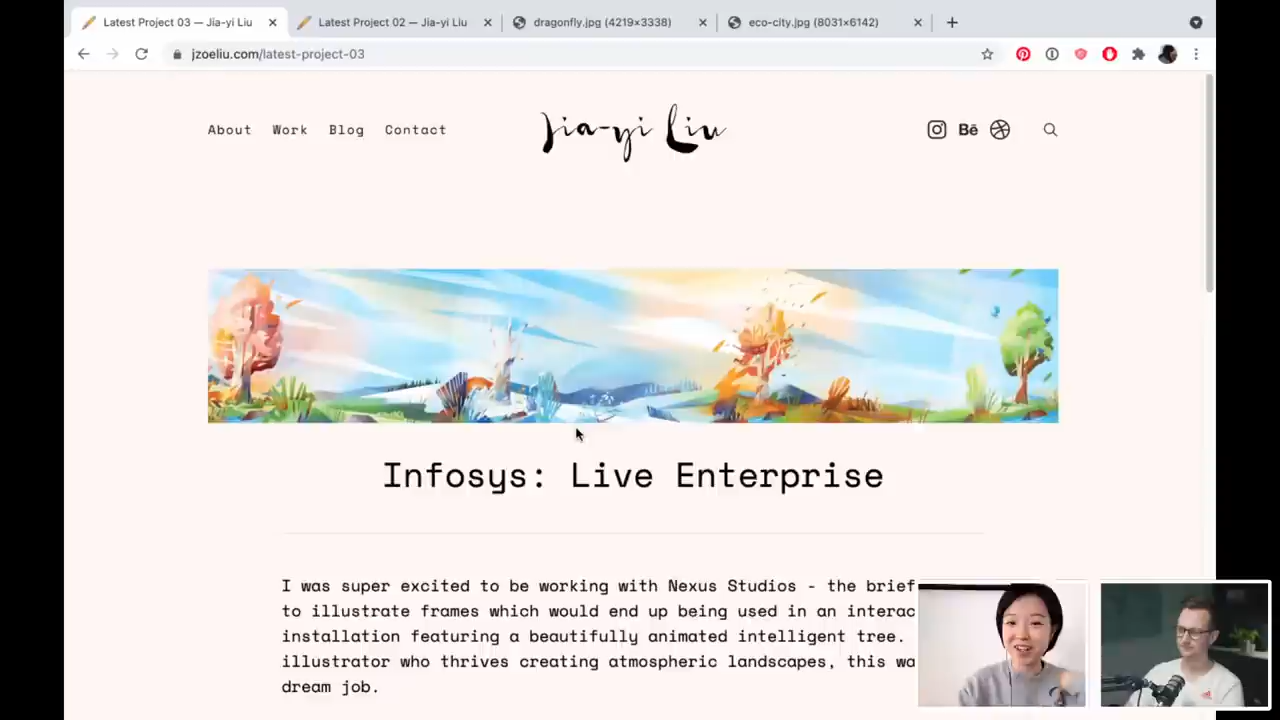 Latest Project 03 — Jia-yi Liu
Latest Project 02 — Jia-yi Liu
dragonfly.jpg (4219×3338)
eco-city.jpg (8031×6142)
jzoeliu.com/latest-project-03
About Work Blog Contact
Jia-yi Liu
Bē
Infosys: Live Enterprise
I was super excited to be working with Nexus Studios - the brief
to illustrate frames which would end up being used in an interac
installation featuring a beautifully animated intelligent tree.
illustrator who thrives creating atmospheric landscapes, this wa
dream job.